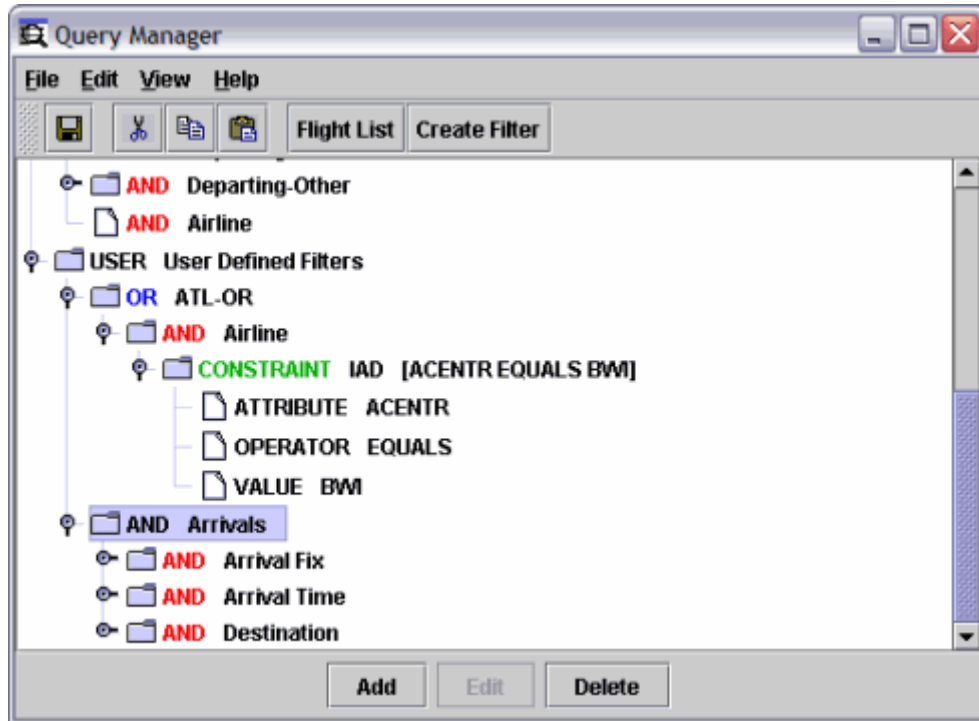 Query Manager
File Edit View Help
Flight List Create Filter
AND Departing-Other
AND Airline
USER User Defined Filters
OR ATL-OR
AND Airline
CONSTRAINT IAD [ACENTR EQUALS BWI]
ATTRIBUTE ACENTR
OPERATOR EQUALS
VALUE BWI
AND Arrivals
AND Arrival Fix
AND Arrival Time
AND Destination
Add Edit Delete